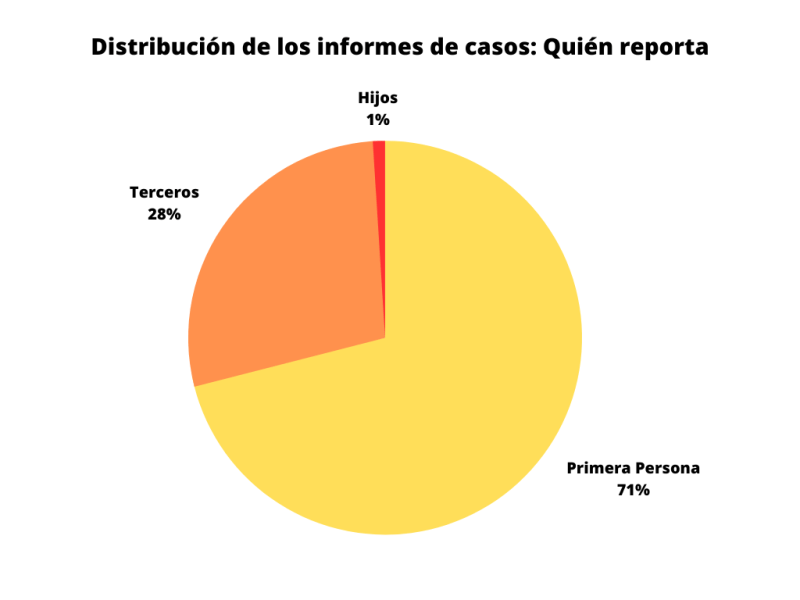 Distribución de los informes de casos: Quién reporta
Hijos
1%
Terceros
28%
Primera Persona
71%